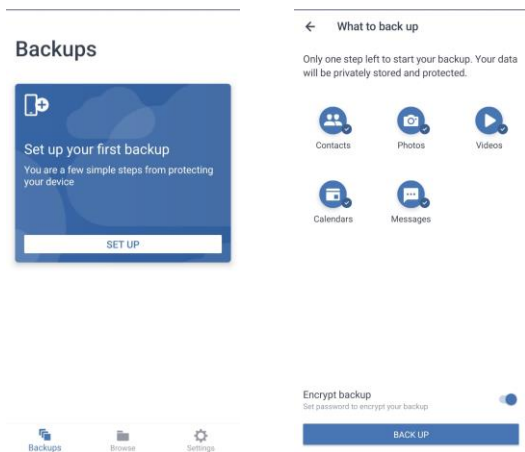 Backups
Set up your first backup
You are a few simple steps from protecting
your device
SET UP
Backups
Browse
Settings
What to back up
Only one step left to start your backup. Your data
will be privately stored and protected.
Contacts
Photos
Videos
Calendars
Messages
Encrypt backup
Set password to encrypt your backup
BACK UP